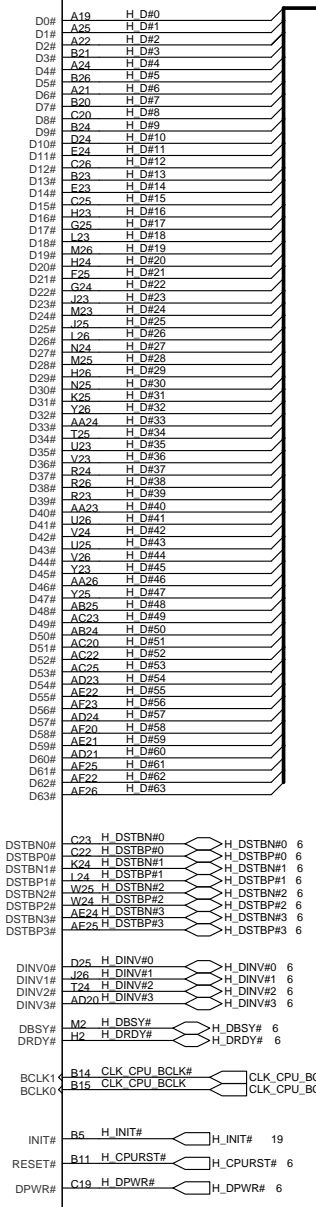 D0# A19 H_D#0
D1# A25 H_D#1
D2# A22 H_D#2
D3# B21 H_D#3
D4# A24 H_D#4
D5# B26 H_D#5
D6# A21 H_D#6
D7# B20 H_D#7
D8# C20 H_D#8
D9# B24 H_D#9
D10# D24 H_D#10
D11# E24 H_D#11
D12# C26 H_D#12
D13# B23 H_D#13
D14# E23 H_D#14
D15# C25 H_D#15
D16# H23 H_D#16
D17# G25 H_D#17
D18# L23 H_D#18
D19# M26 H_D#19
D20# H24 H_D#20
D21# F25 H_D#21
D22# G24 H_D#22
D23# J23 H_D#23
D24# M23 H_D#24
D25# J25 H_D#25
D26# L26 H_D#26
D27# N24 H_D#27
D28# M25 H_D#28
D29# H26 H_D#29
D30# N25 H_D#30
D31# K25 H_D#31
D32# Y26 H_D#32
D33# AA24 H_D#33
D34# T25 H_D#34
D35# U23 H_D#35
D36# V23 H_D#36
D37# R24 H_D#37
D38# R26 H_D#38
D39# R23 H_D#39
D40# AA23 H_D#40
D41# U26 H_D#41
D42# V24 H_D#42
D43# U25 H_D#43
D44# V26 H_D#44
D45# Y23 H_D#45
D46# AA26 H_D#46
D47# Y25 H_D#47
D48# AB25 H_D#48
D49# AC23 H_D#49
D50# AB24 H_D#50
D51# AC20 H_D#51
D52# AC22 H_D#52
D53# AC25 H_D#53
D54# AD23 H_D#54
D55# AE22 H_D#55
D56# AF23 H_D#56
D57# AD24 H_D#57
D58# AF20 H_D#58
D59# AE21 H_D#59
D60# AD21 H_D#60
D61# AF25 H_D#61
D62# AF22 H_D#62
D63# AF26 H_D#63
DSTBN0# C23 H_DSTBN#0 H_DSTBN#0 6
DSTBP0# C22 H_DSTBP#0 H_DSTBP#0 6
DSTBN1# K24 H_DSTBN#1 H_DSTBN#1 6
DSTBP1# L24 H_DSTBP#1 H_DSTBP#1 6
DSTBN2# W25 H_DSTBN#2 H_DSTBN#2 6
DSTBP2# W24 H_DSTBP#2 H_DSTBP#2 6
DSTBN3# AE24 H_DSTBN#3 H_DSTBN#3 6
DSTBP3# AE25 H_DSTBP#3 H_DSTBP#3 6
DINV0# D25 H_DINV#0 H_DINV#0 6
DINV1# J26 H_DINV#1 H_DINV#1 6
DINV2# T24 H_DINV#2 H_DINV#2 6
DINV3# AD20 H_DINV#3 H_DINV#3 6
DBSY# M2 H_DBSY# H_DBSY# 6
DRDY# H2 H_DRDY# H_DRDY# 6
BCLK1 B14 CLK_CPU_BCLK# CLK_CPU_BC
BCLK0 B15 CLK_CPU_BCLK CLK_CPU_BC
INIT# B5 H_INIT# H_INIT# 19
RESET# B11 H_CPURST# H_CPURST# 6
DPWR# C19 H_DPWR# H_DPWR# 6